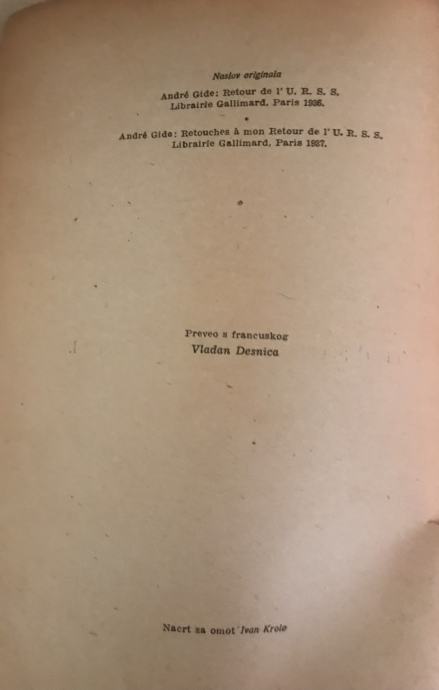 Naslov originala
André Gide: Retour de l' U. R. S. S.
Librairie Gallimard, Paris 1936.
*
André Gide: Retouches à mon Retour de l' U. R. S. S.
Librairie Gallimard, Paris 1937.
Preveo s francuskog
Vladan Desnica
Nacrt za omot Ivan Krolo